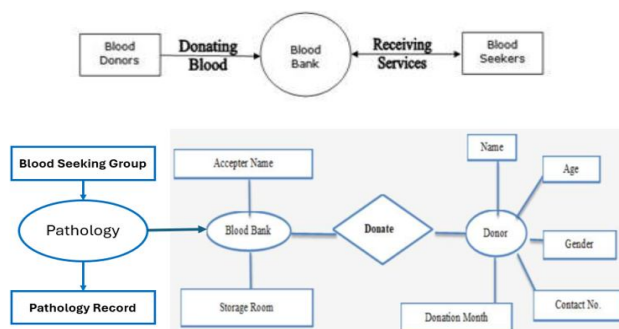 Blood
Donors
Donating
Blood
Blood
Bank
Receiving
Services
Blood
Seekers
Blood Seeking Group
Pathology
Pathology Record
Accepter Name
Blood Bank
Storage Room
Donate
Name
Age
Donor
Gender
Contact No.
Donation Month